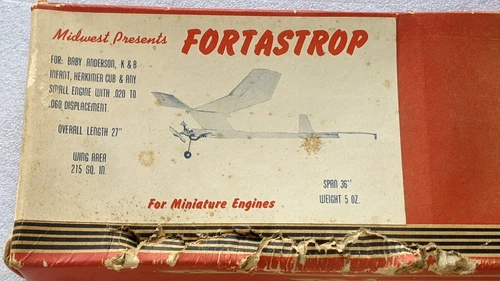 Midwest Presents FORTASTROP
FOR: BABY ANDERSON, K & B
INFANT, HERKIMER CUB & ANY
SMALL ENGINE WITH .020 TO
.060 DISPLACEMENT.
OVERALL LENGTH 27"
WING AREA
215 SQ. IN.
SPAN 36"
WEIGHT 5 OZ.
For Miniature Engines